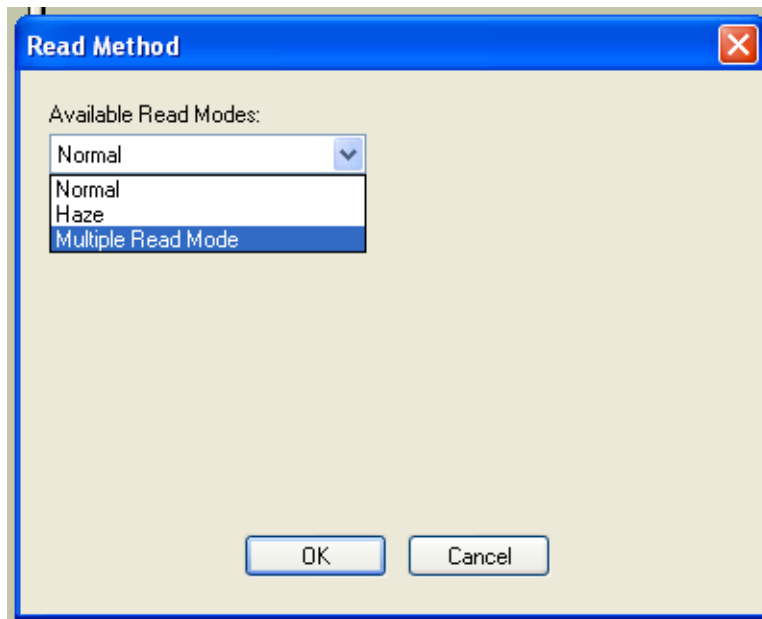 Read Method
Available Read Modes:
Normal
Normal
Haze
Multiple Read Mode
OK Cancel